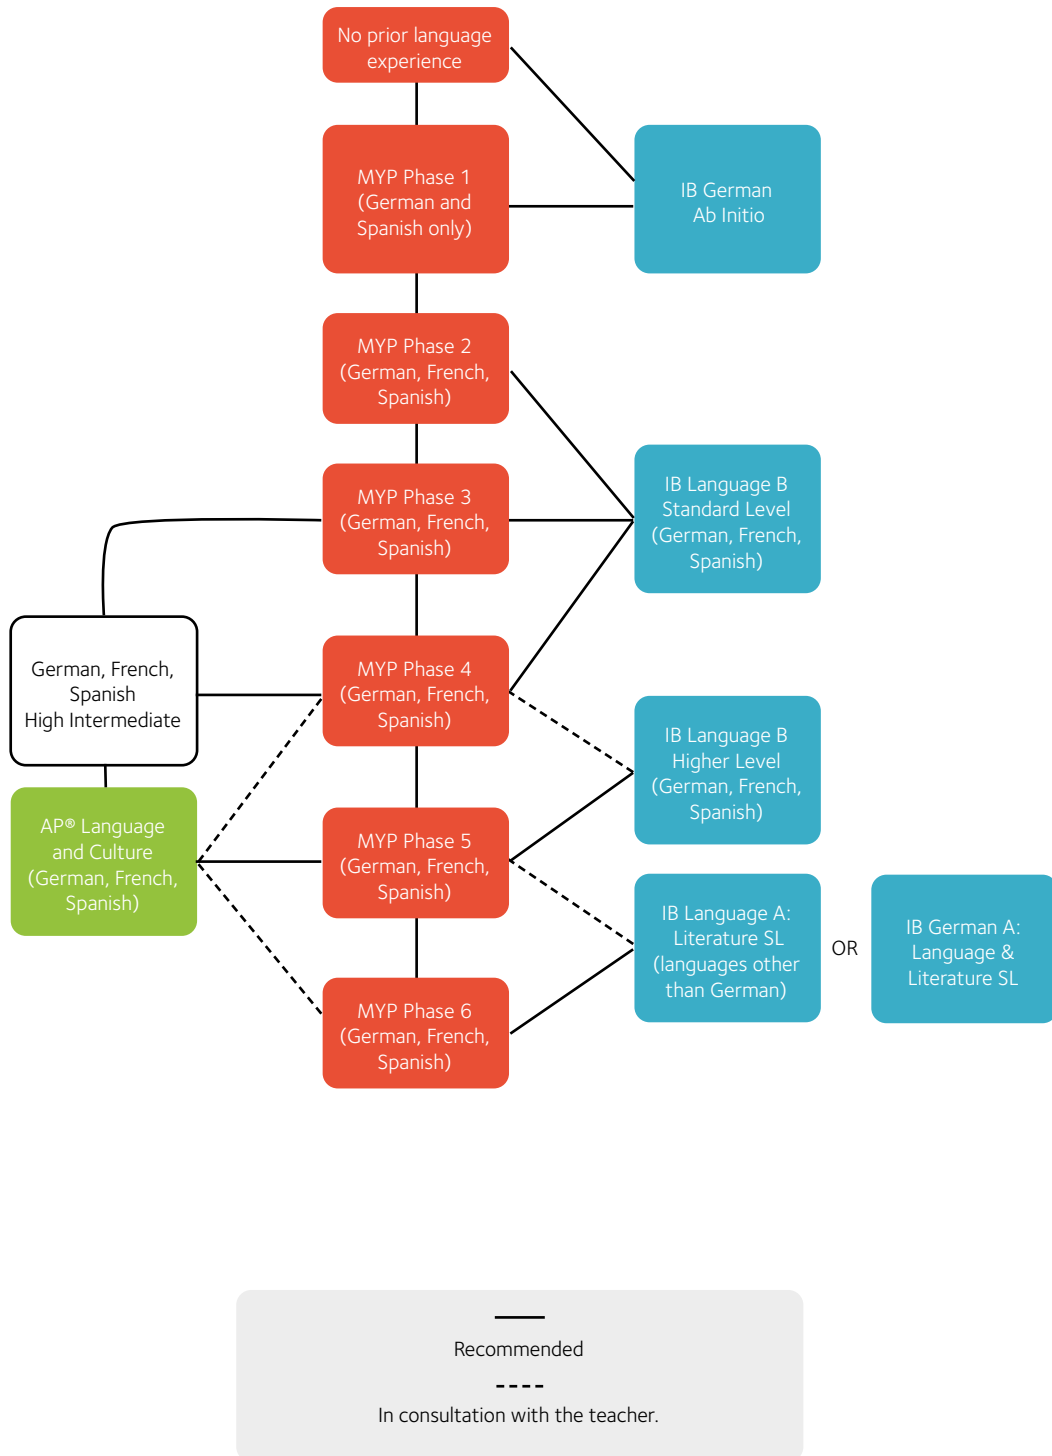 No prior language
experience
MYP Phase 1
(German and
Spanish only)
IB German
Ab Initio
MYP Phase 2
(German, French,
Spanish)
MYP Phase 3
(German, French,
Spanish)
IB Language B
Standard Level
(German, French,
Spanish)
German, French,
Spanish
High Intermediate
MYP Phase 4
(German, French,
Spanish)
IB Language B
Higher Level
(German, French,
Spanish)
AP® Language
and Culture
(German, French,
Spanish)
MYP Phase 5
(German, French,
Spanish)
IB Language A:
Literature SL
(languages other
than German)
OR
IB German A:
Language &
Literature SL
MYP Phase 6
(German, French,
Spanish)
Recommended
In consultation with the teacher.